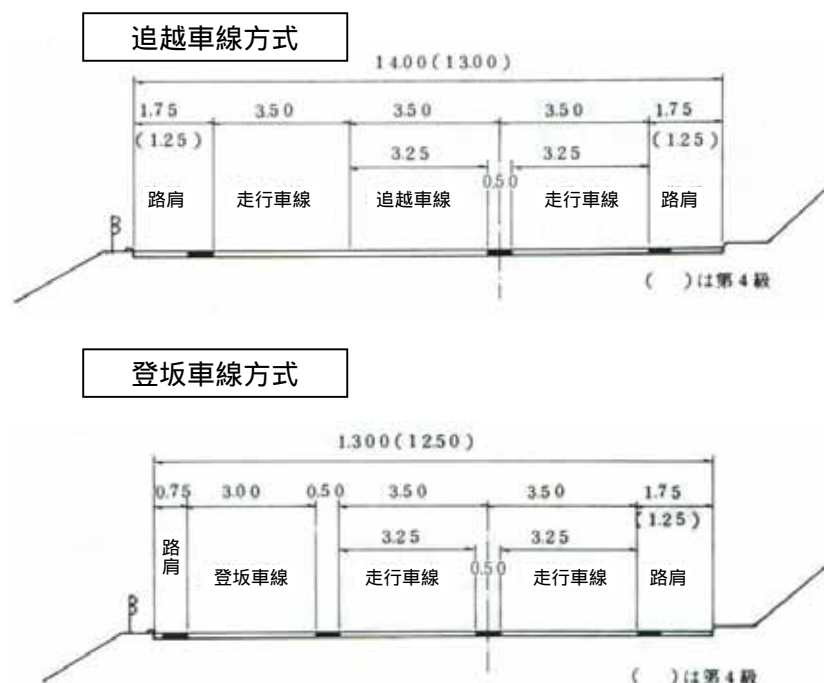 追越車線方式
14.00(13.00)
1.75 3.50 3.50 3.50 1.75
(1.25) 3.25 3.25 (1.25)
0.50
路肩 走行車線 追越車線 走行車線 路肩
( )は第4級
登坂車線方式
1.300(1250)
0.75 3.00 0.50 3.50 3.50 1.75
(1.25)
3.25 3.25
0.50
路肩 登坂車線 走行車線 走行車線 路肩
( )は第4級